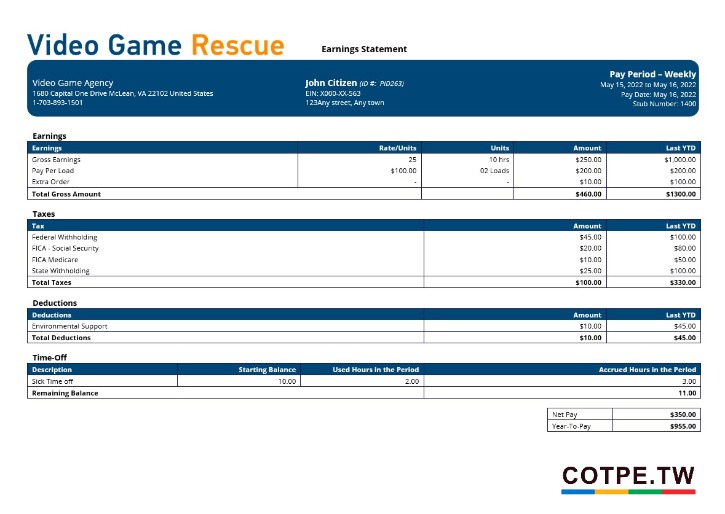 Video Game Rescue
Earnings Statement
Video Game Agency
1680 Capital One Drive McLean, VA 22102 United States
1-703-893-1501
John Citizen (ID #: PID263)
EIN: X000-XX-563
123Any street, Any town
Pay Period – Weekly
May 15, 2022 to May 16, 2022
Pay Date: May 16, 2022
Stub Number: 1400
Earnings
Earnings Rate/Units Units Amount Last YTD
Gross Earnings 25 10 hrs $250.00 $1,000.00
Pay Per Load $100.00 02 Loads $200.00 $200.00
Extra Order - - $10.00 $100.00
Total Gross Amount $460.00 $1300.00
Taxes
Tax Amount Last YTD
Federal Withholding $45.00 $100.00
FICA - Social Security $20.00 $80.00
FICA Medicare $10.00 $50.00
State Withholding $25.00 $100.00
Total Taxes $100.00 $330.00
Deductions
Deductions Amount Last YTD
Environmental Support $10.00 $45.00
Total Deductions $10.00 $45.00
Time-Off
Description Starting Balance Used Hours in the Period Accrued Hours in the Period
Sick Time off 10.00 2.00 3.00
Remaining Balance 11.00
Net Pay $350.00
Year-To-Pay $955.00
COTPE.TW